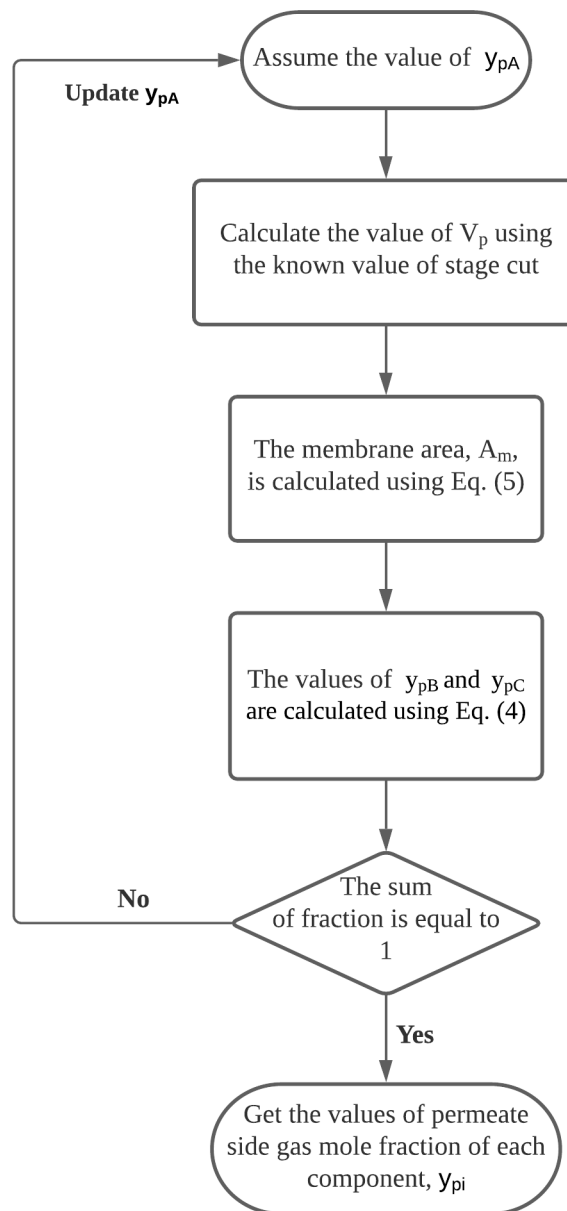 Assume the value of y_pA
Update y_pA
Calculate the value of V_p using
the known value of stage cut
The membrane area, A_m,
is calculated using Eq. (5)
The values of y_pB and y_pC
are calculated using Eq. (4)
The sum
of fraction is equal to
1
No
Yes
Get the values of permeate
side gas mole fraction of each
component, y_pi